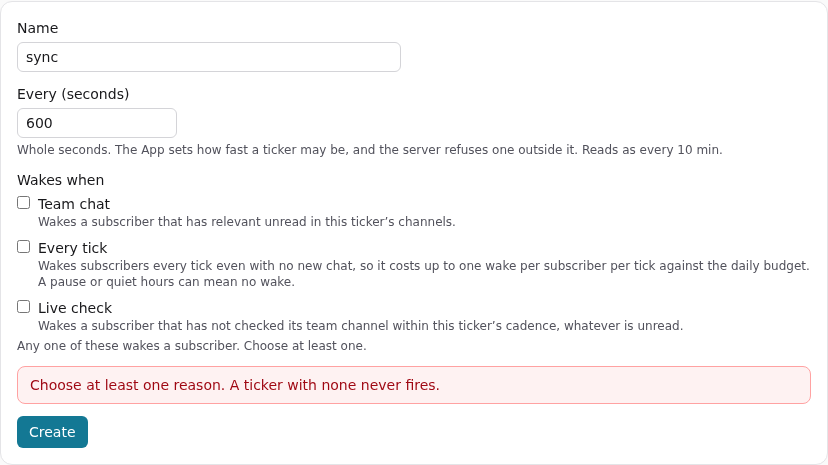 Name
sync
Every (seconds)
600
Whole seconds. The App sets how fast a ticker may be, and the server refuses one outside it. Reads as every 10 min.
Wakes when
Team chat
Wakes a subscriber that has relevant unread in this ticker’s channels.
Every tick
Wakes subscribers every tick even with no new chat, so it costs up to one wake per subscriber per tick against the daily budget.
A pause or quiet hours can mean no wake.
Live check
Wakes a subscriber that has not checked its team channel within this ticker’s cadence, whatever is unread.
Any one of these wakes a subscriber. Choose at least one.
Choose at least one reason. A ticker with none never fires.
Create